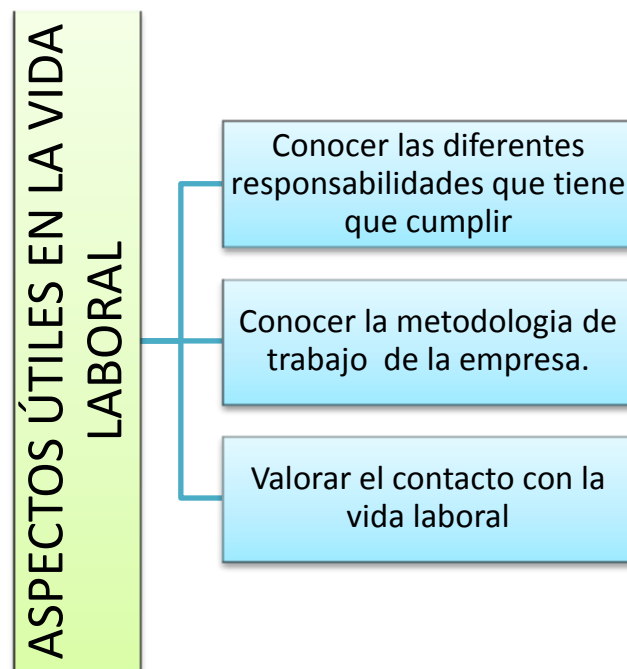 ASPECTOS ÚTILES EN LA VIDA
LABORAL
Conocer las diferentes
responsabilidades que tiene
que cumplir
Conocer la metodologia de
trabajo de la empresa.
Valorar el contacto con la
vida laboral